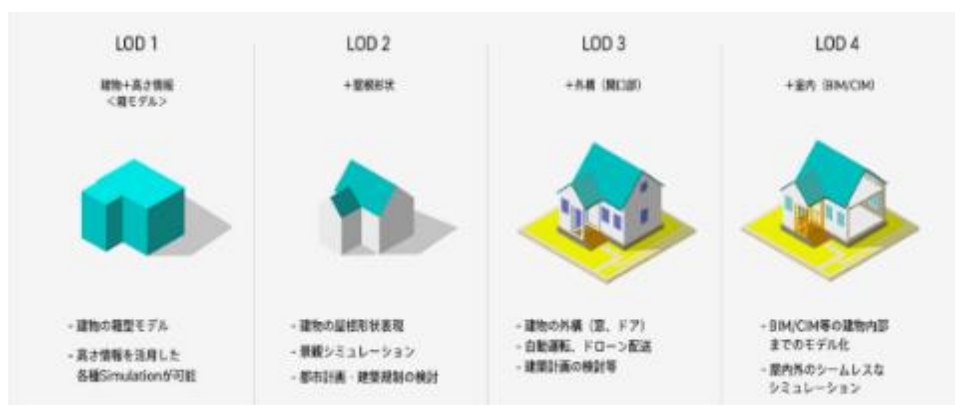 LOD 1
建物+高さ情報
<箱モデル>
- 建物の箱型モデル
- 高さ情報を活用した
各種Simulationが可能
LOD 2
+屋根形状
- 建物の屋根形状表現
- 景観シミュレーション
- 都市計画・建築規制の検討
LOD 3
+外構（開口部）
- 建物の外構（窓、ドア）
- 自動運転、ドローン配送
- 建築計画の検討等
LOD 4
+室内（BIM/CIM）
- BIM/CIM等の建物内部
までのモデル化
- 屋内外のシームレスな
シミュレーション